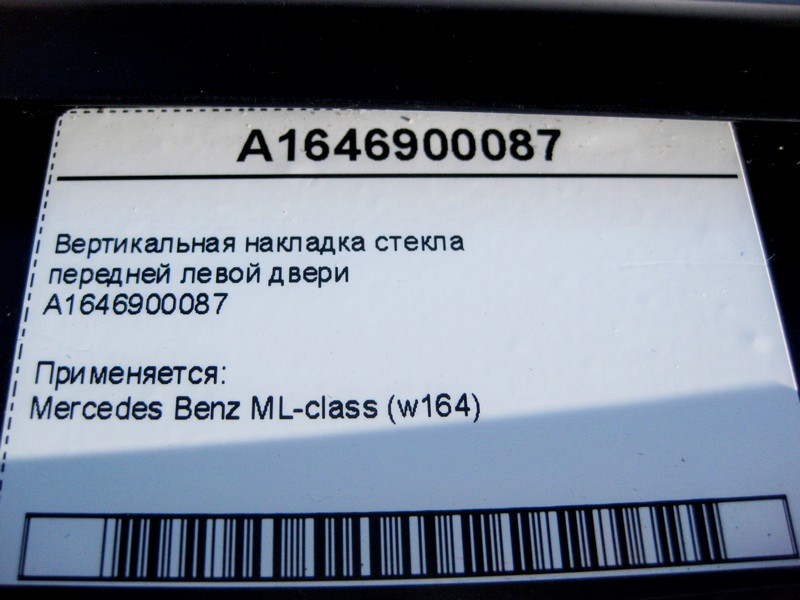 A1646900087
Вертикальная накладка стекла
передней левой двери
A1646900087
Применяется:
Mercedes Benz ML-class (w164)